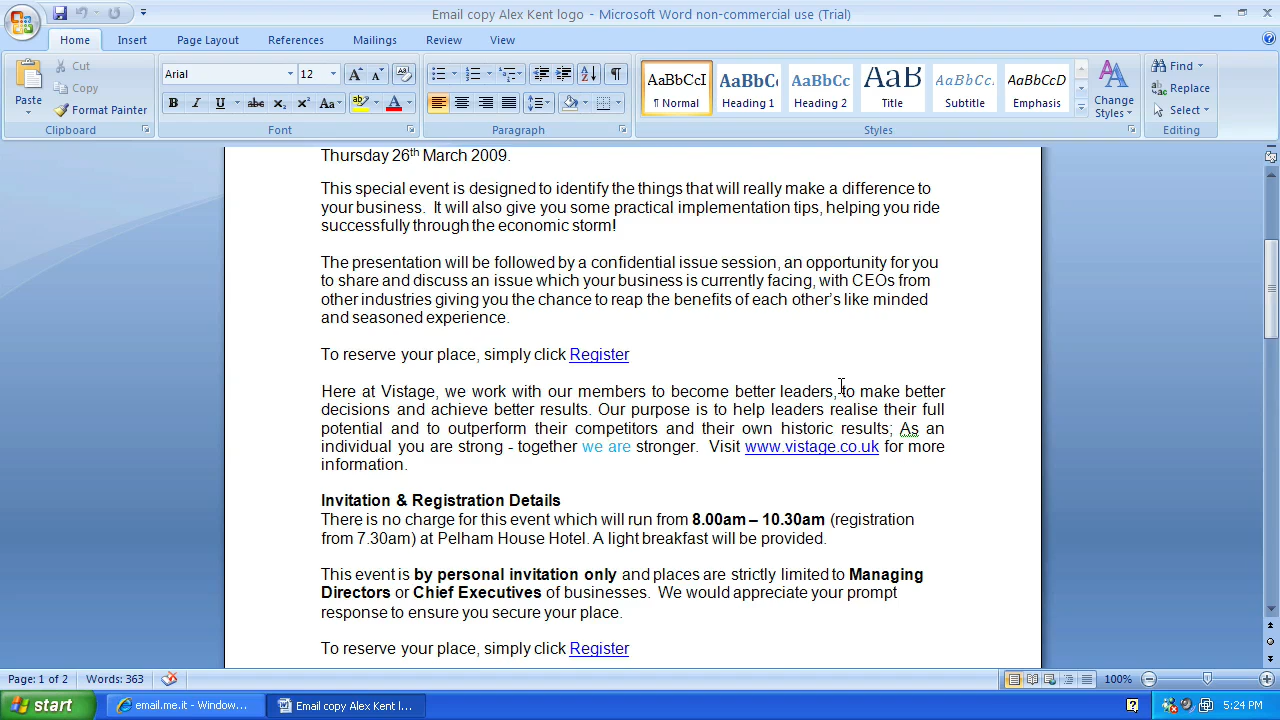 Email copy Alex Kent logo - Microsoft Word non-commercial use (Trial)
Home Insert Page Layout References Mailings Review View
Paste
Cut
Copy
Format Painter
Clipboard
Arial 12
B I U abc X₂ X² Aa
Font
Paragraph
AaBbCcI AaBbCc AaBbCc AaB AaBbCc. AaBbCcD
¶ Normal Heading 1 Heading 2 Title Subtitle Emphasis
Change Styles
Styles
Find
Replace
Select
Editing
Thursday 26th March 2009.
This special event is designed to identify the things that will really make a difference to
your business. It will also give you some practical implementation tips, helping you ride
successfully through the economic storm!
The presentation will be followed by a confidential issue session, an opportunity for you
to share and discuss an issue which your business is currently facing, with CEOs from
other industries giving you the chance to reap the benefits of each other's like minded
and seasoned experience.
To reserve your place, simply click Register
Here at Vistage, we work with our members to become better leaders, to make better
decisions and achieve better results. Our purpose is to help leaders realise their full
potential and to outperform their competitors and their own historic results; As an
individual you are strong - together we are stronger. Visit www.vistage.co.uk for more
information.
Invitation & Registration Details
There is no charge for this event which will run from 8.00am – 10.30am (registration
from 7.30am) at Pelham House Hotel. A light breakfast will be provided.
This event is by personal invitation only and places are strictly limited to Managing
Directors or Chief Executives of businesses. We would appreciate your prompt
response to ensure you secure your place.
To reserve your place, simply click Register
Page: 1 of 2 Words: 363 100%
start email.me.it - Window... Email copy Alex Kent l... 5:24 PM